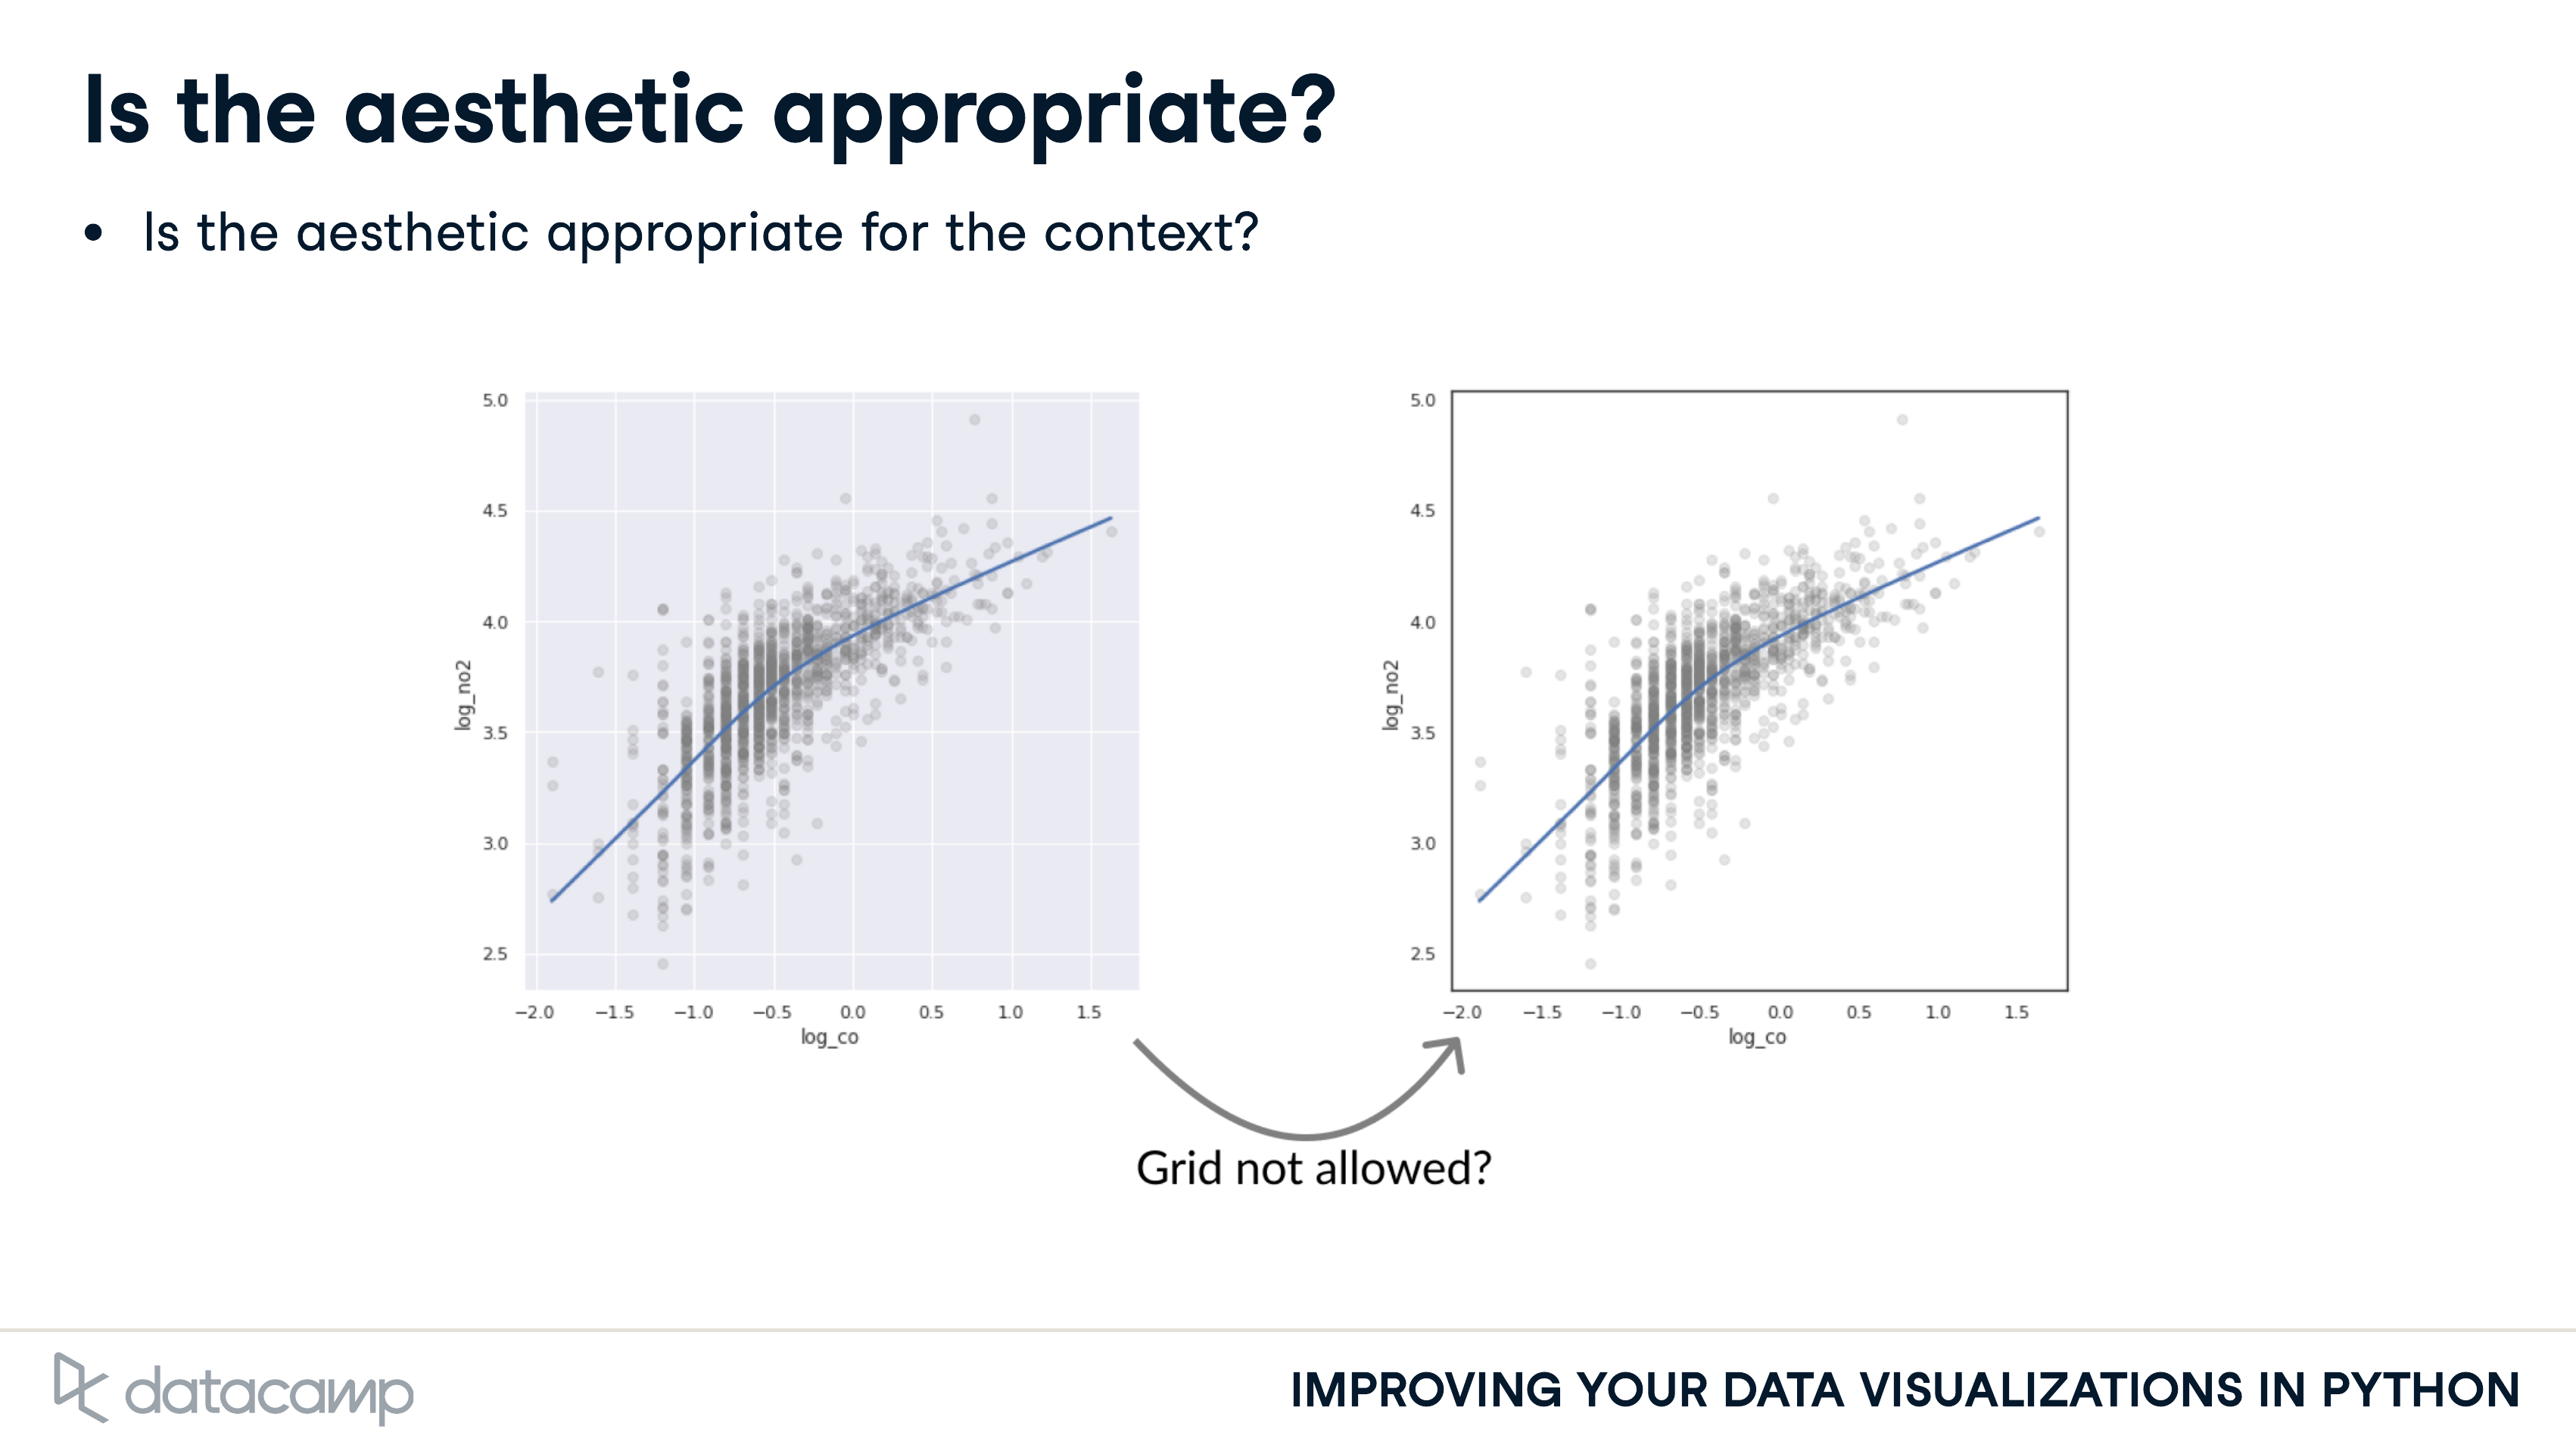 Is the aesthetic appropriate?
• Is the aesthetic appropriate for the context?
5.0
4.5
4.0
3.5
3.0
2.5
log_no2
−2.0 −1.5 −1.0 −0.5 0.0 0.5 1.0 1.5
log_co
5.0
4.5
4.0
3.5
3.0
2.5
log_no2
−2.0 −1.5 −1.0 −0.5 0.0 0.5 1.0 1.5
log_co
Grid not allowed?
datacamp
IMPROVING YOUR DATA VISUALIZATIONS IN PYTHON